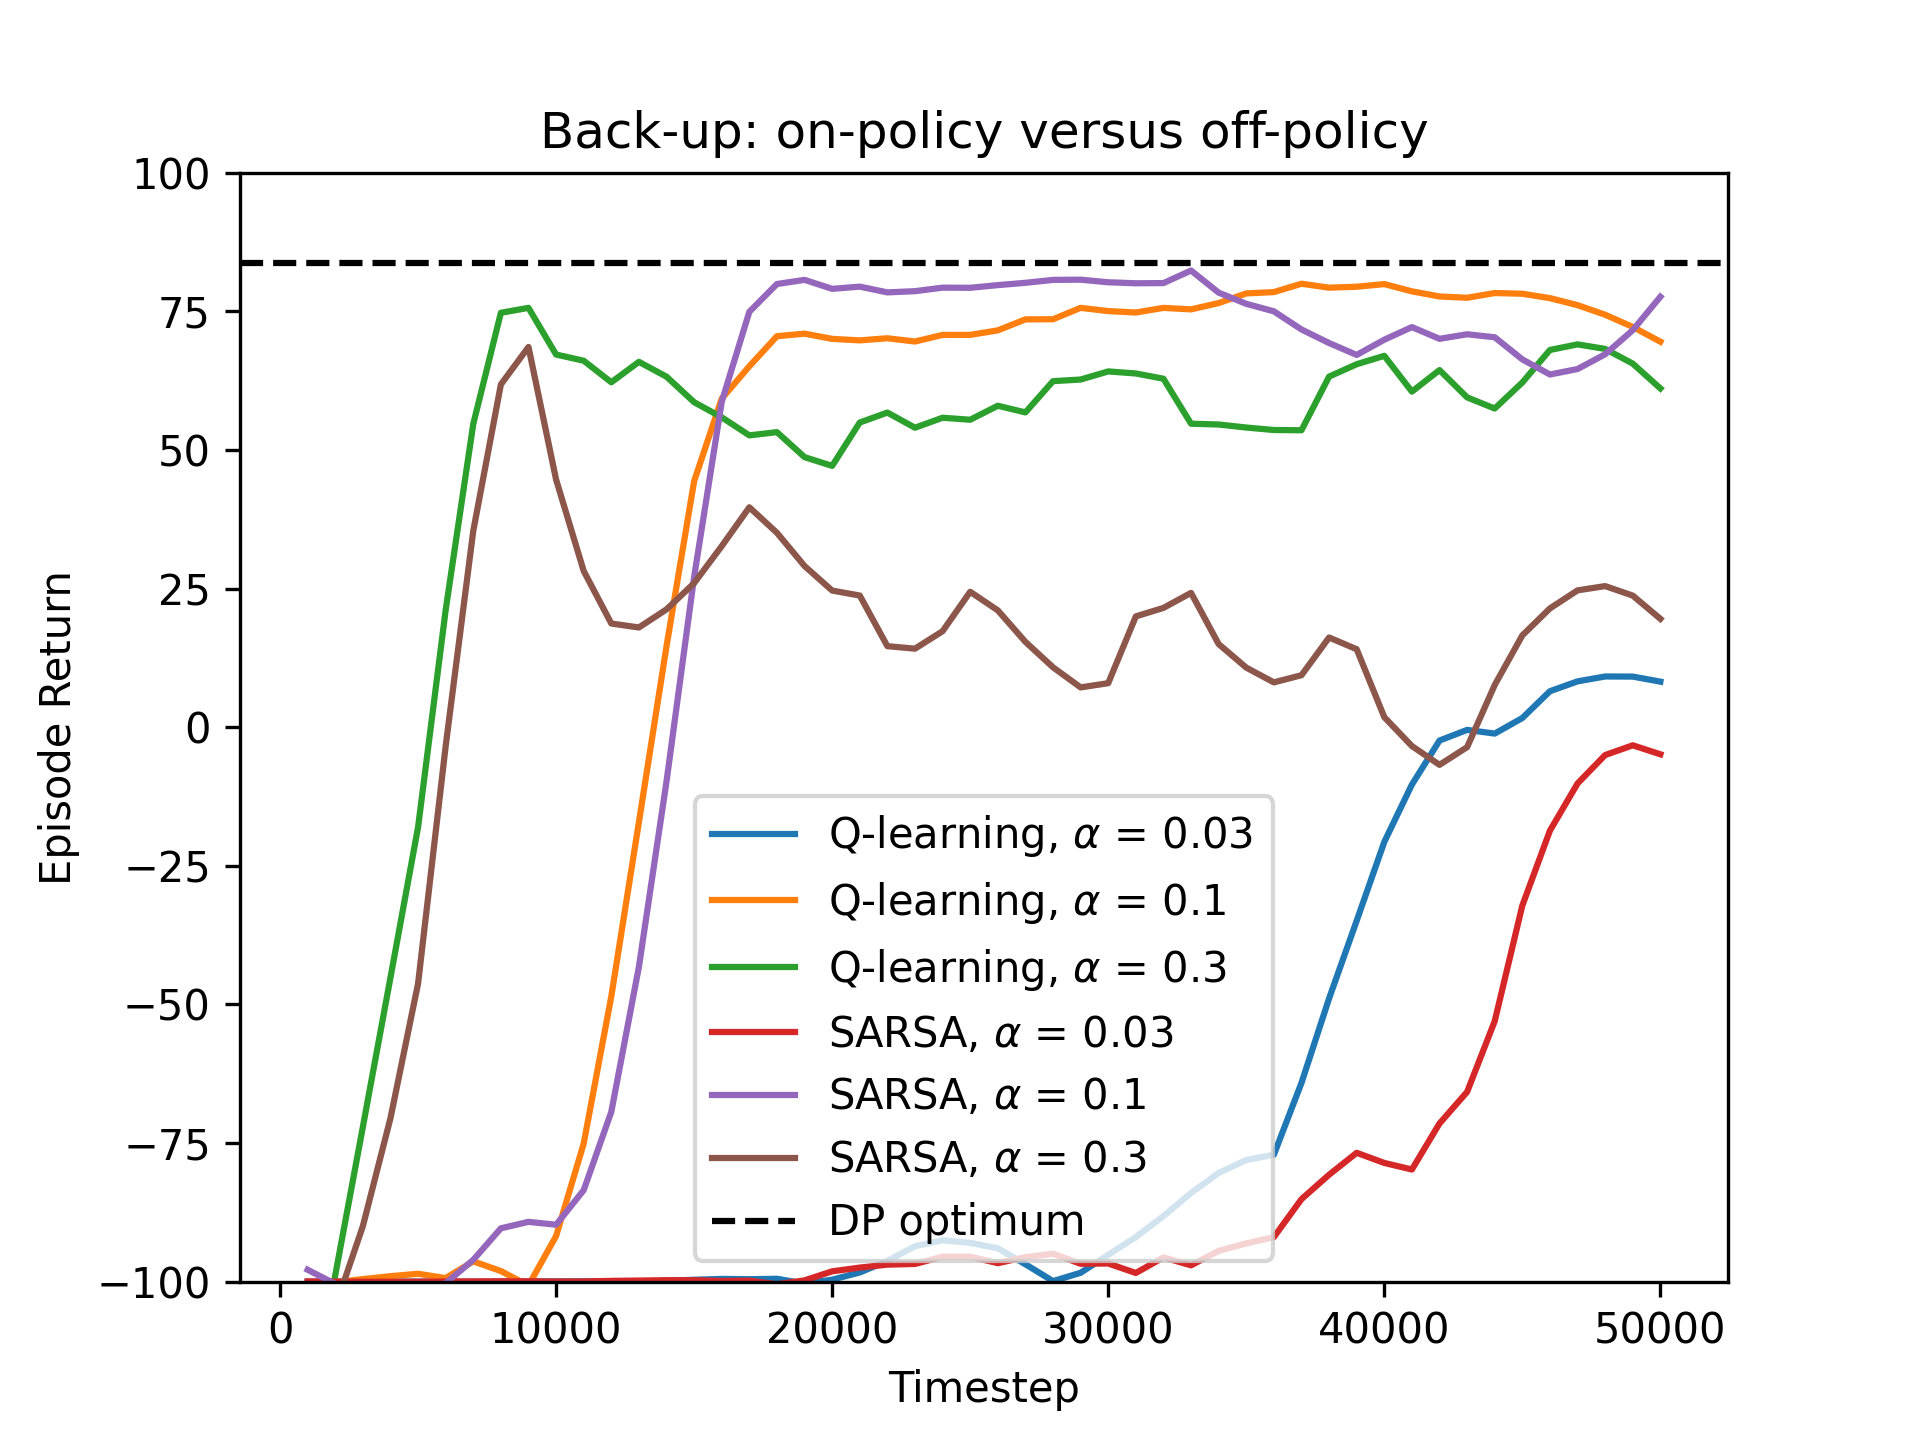 Back-up: on-policy versus off-policy
100
75
50
25
0
−25
−50
−75
−100
Episode Return
Q-learning, α = 0.03
Q-learning, α = 0.1
Q-learning, α = 0.3
SARSA, α = 0.03
SARSA, α = 0.1
SARSA, α = 0.3
DP optimum
0 10000 20000 30000 40000 50000
Timestep